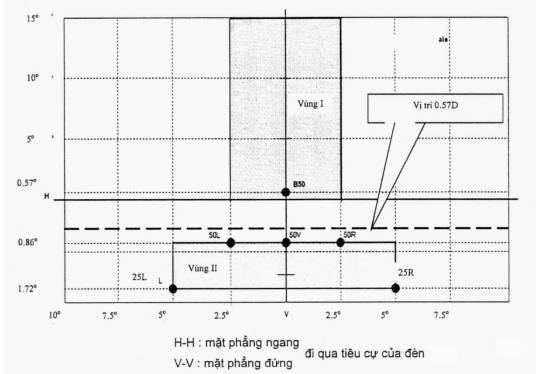 15°
10°
5°
0.57°
H
0.86°
1.72°
Vùng I
Vị trí 0.57D
B50
50L 50V 50R
25L L Vùng II 25R
10° 7.5° 5° 2.5° V 2.5° 5° 7.5°
H-H : mặt phẳng ngang
đi qua tiêu cự của đèn
V-V : mặt phẳng đứng